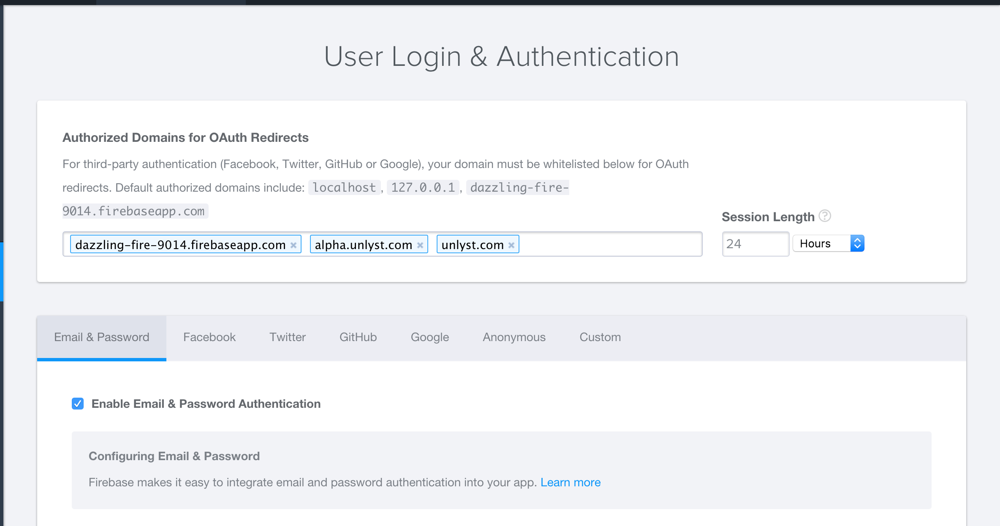 User Login & Authentication
Authorized Domains for OAuth Redirects
For third-party authentication (Facebook, Twitter, GitHub or Google), your domain must be whitelisted below for OAuth
redirects. Default authorized domains include: localhost, 127.0.0.1, dazzling-fire-
9014.firebaseapp.com
dazzling-fire-9014.firebaseapp.com × alpha.unlyst.com × unlyst.com ×
Session Length ?
24 Hours
Email & Password Facebook Twitter GitHub Google Anonymous Custom
Enable Email & Password Authentication
Configuring Email & Password
Firebase makes it easy to integrate email and password authentication into your app. Learn more